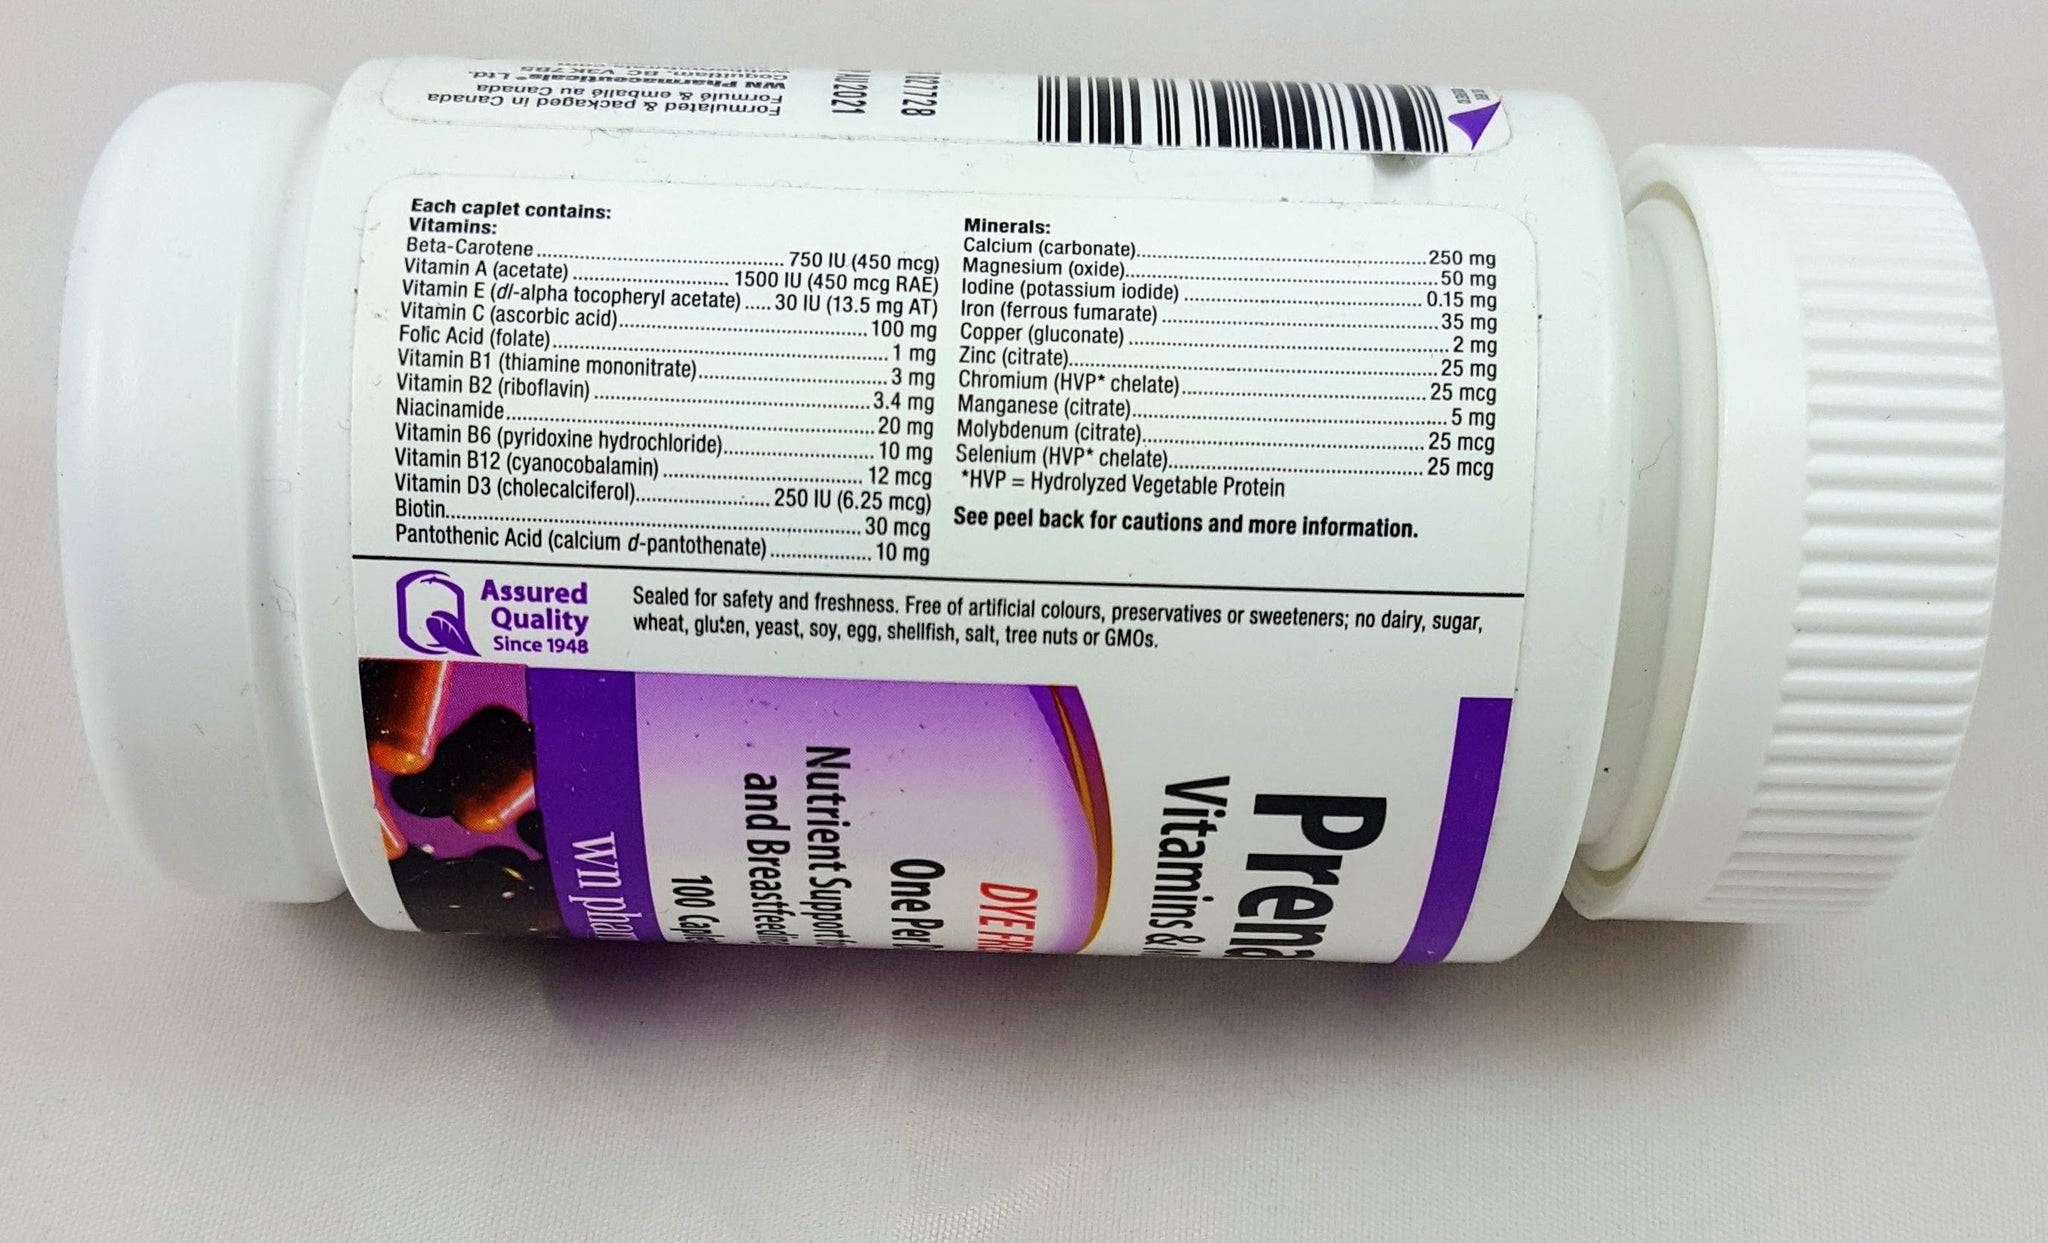 Formulated & packaged in Canada
Formulé & emballé au Canada
WN Pharmaceuticals® Ltd.
Coquitlam, BC V3K 7B5
1821728
AU2021
Each caplet contains:
Vitamins:
Beta-Carotene 750 IU (450 mcg)
Vitamin A (acetate) 1500 IU (450 mcg RAE)
Vitamin E (dl-alpha tocopheryl acetate) 30 IU (13.5 mg AT)
Vitamin C (ascorbic acid) 100 mg
Folic Acid (folate) 1 mg
Vitamin B1 (thiamine mononitrate) 3 mg
Vitamin B2 (riboflavin) 3.4 mg
Niacinamide 20 mg
Vitamin B6 (pyridoxine hydrochloride) 10 mg
Vitamin B12 (cyanocobalamin) 12 mcg
Vitamin D3 (cholecalciferol) 250 IU (6.25 mcg)
Biotin 30 mcg
Pantothenic Acid (calcium d-pantothenate) 10 mg
Minerals:
Calcium (carbonate) 250 mg
Magnesium (oxide) 50 mg
Iodine (potassium iodide) 0.15 mg
Iron (ferrous fumarate) 35 mg
Copper (gluconate) 2 mg
Zinc (citrate) 25 mg
Chromium (HVP* chelate) 25 mcg
Manganese (citrate) 5 mg
Molybdenum (citrate) 25 mcg
Selenium (HVP* chelate) 25 mcg
*HVP = Hydrolyzed Vegetable Protein
See peel back for cautions and more information.
Assured
Quality
Since 1948
Sealed for safety and freshness. Free of artificial colours, preservatives or sweeteners; no dairy, sugar,
wheat, gluten, yeast, soy, egg, shellfish, salt, tree nuts or GMOs.
Prena
Vitamins &
DYE FRE
One Per
Nutrient Support
and Breastfeedin
100 Capl
wn phar